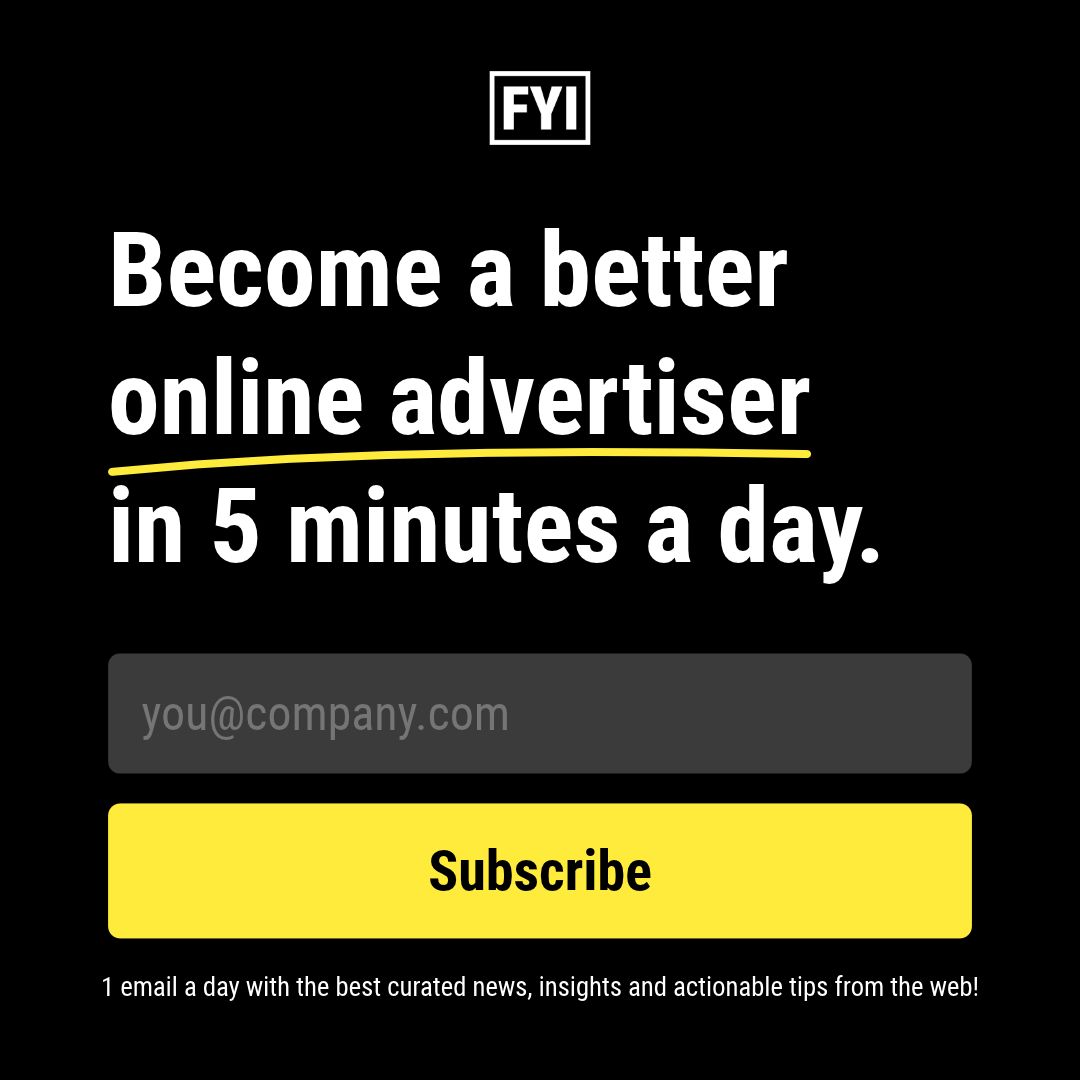 FYI
Become a better
online advertiser
in 5 minutes a day.
you@company.com
Subscribe
1 email a day with the best curated news, insights and actionable tips from the web!